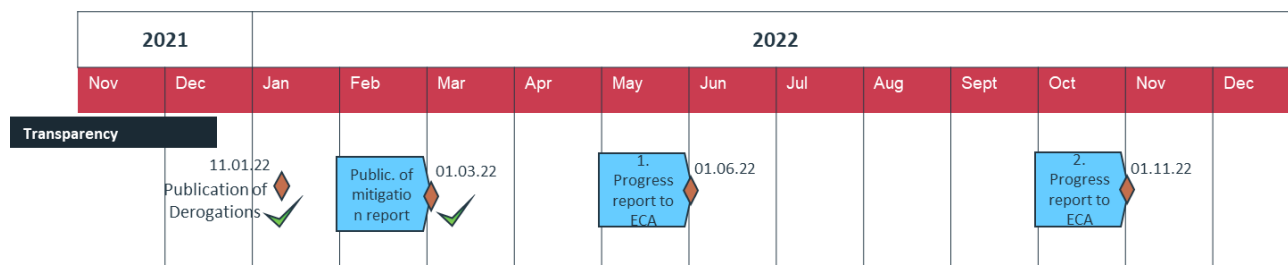 2021 2022
Nov Dec Jan Feb Mar Apr May Jun Jul Aug Sept Oct Nov Dec
Transparency
11.01.22
Publication of
Derogations
Public. of
mitigatio
n report
01.03.22
1.
Progress
report to
ECA
01.06.22
2.
Progress
report to
ECA
01.11.22